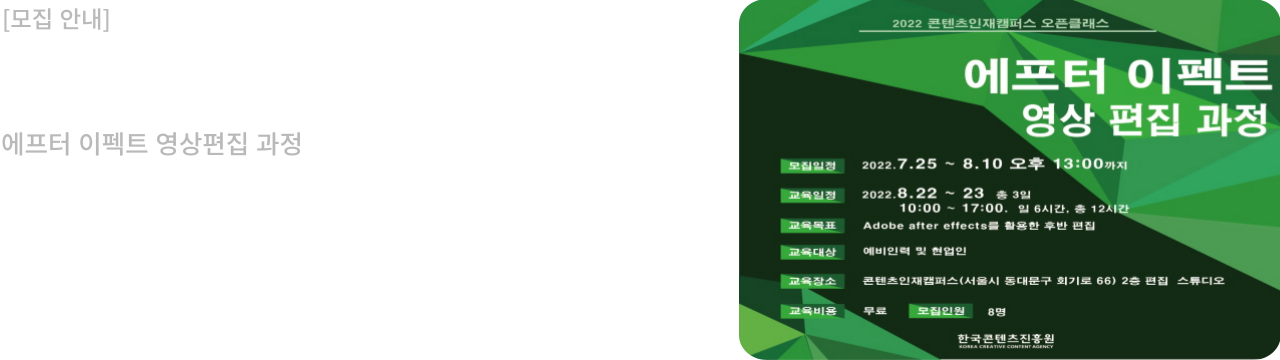 [모집 안내]
에프터 이펙트 영상편집 과정
2022 콘텐츠인재캠퍼스 오픈클래스
에프터 이펙트
영상 편집 과정
모집일정 2022.7.25 ~ 8.10 오후 13:00까지
교육일정 2022.8.22 ~ 23 총 3일
10:00 ~ 17:00. 일 6시간, 총 12시간
교육목표 Adobe after effects를 활용한 후반 편집
교육대상 예비인력 및 현업인
교육장소 콘텐츠인재캠퍼스(서울시 동대문구 회기로 66) 2층 편집 스튜디오
교육비용 무료 모집인원 8명
한국콘텐츠진흥원
KOREA CREATIVE CONTENT AGENCY